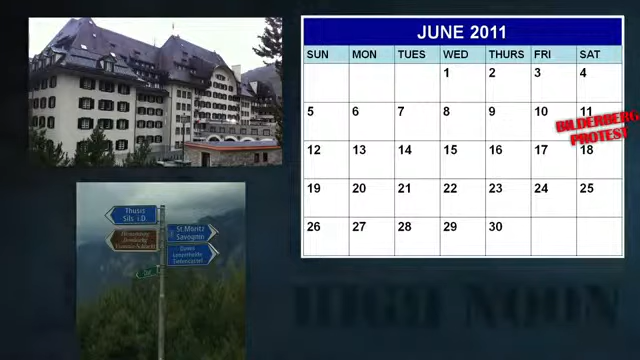 JUNE 2011
SUN MON TUES WED THURS FRI SAT
1 2 3 4
5 6 7 8 9 10 11
BILDERBERG
PROTEST
12 13 14 15 16 17 18
19 20 21 22 23 24 25
26 27 28 29 30
Thusis
Sils i.D.
St. Moritz
Savognin
Davos
Lenzerheide
Tiefencastel
HIGH NOON